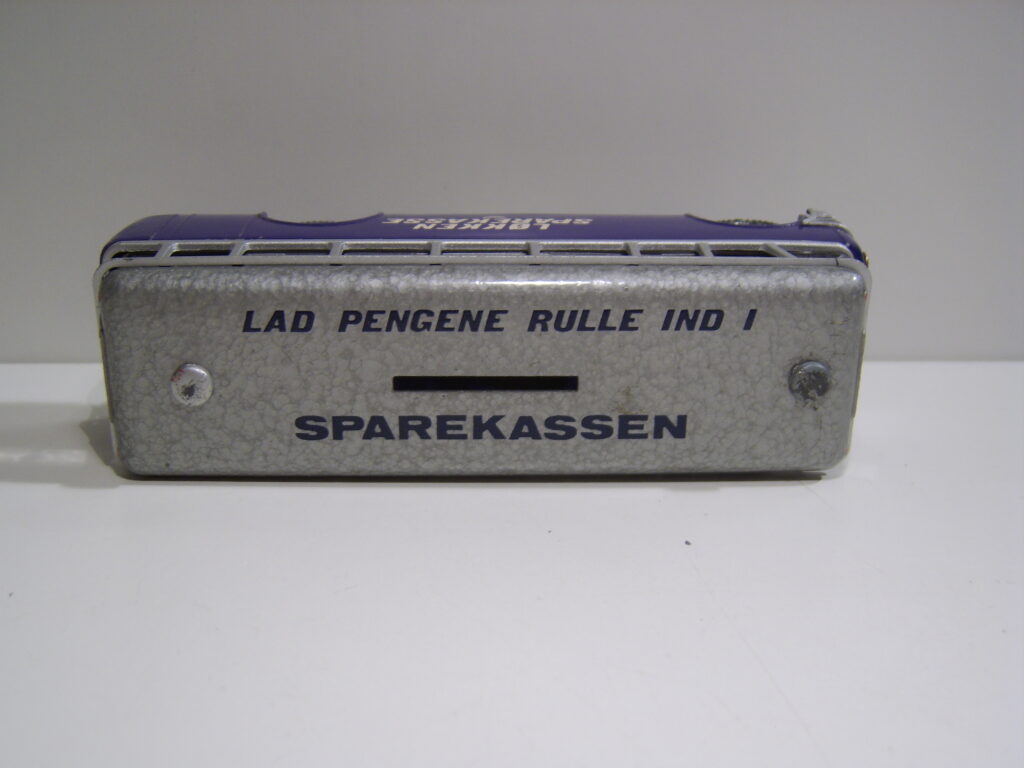 LØKKEN
SPAREKASSE
LAD PENGENE RULLE IND I
SPAREKASSEN